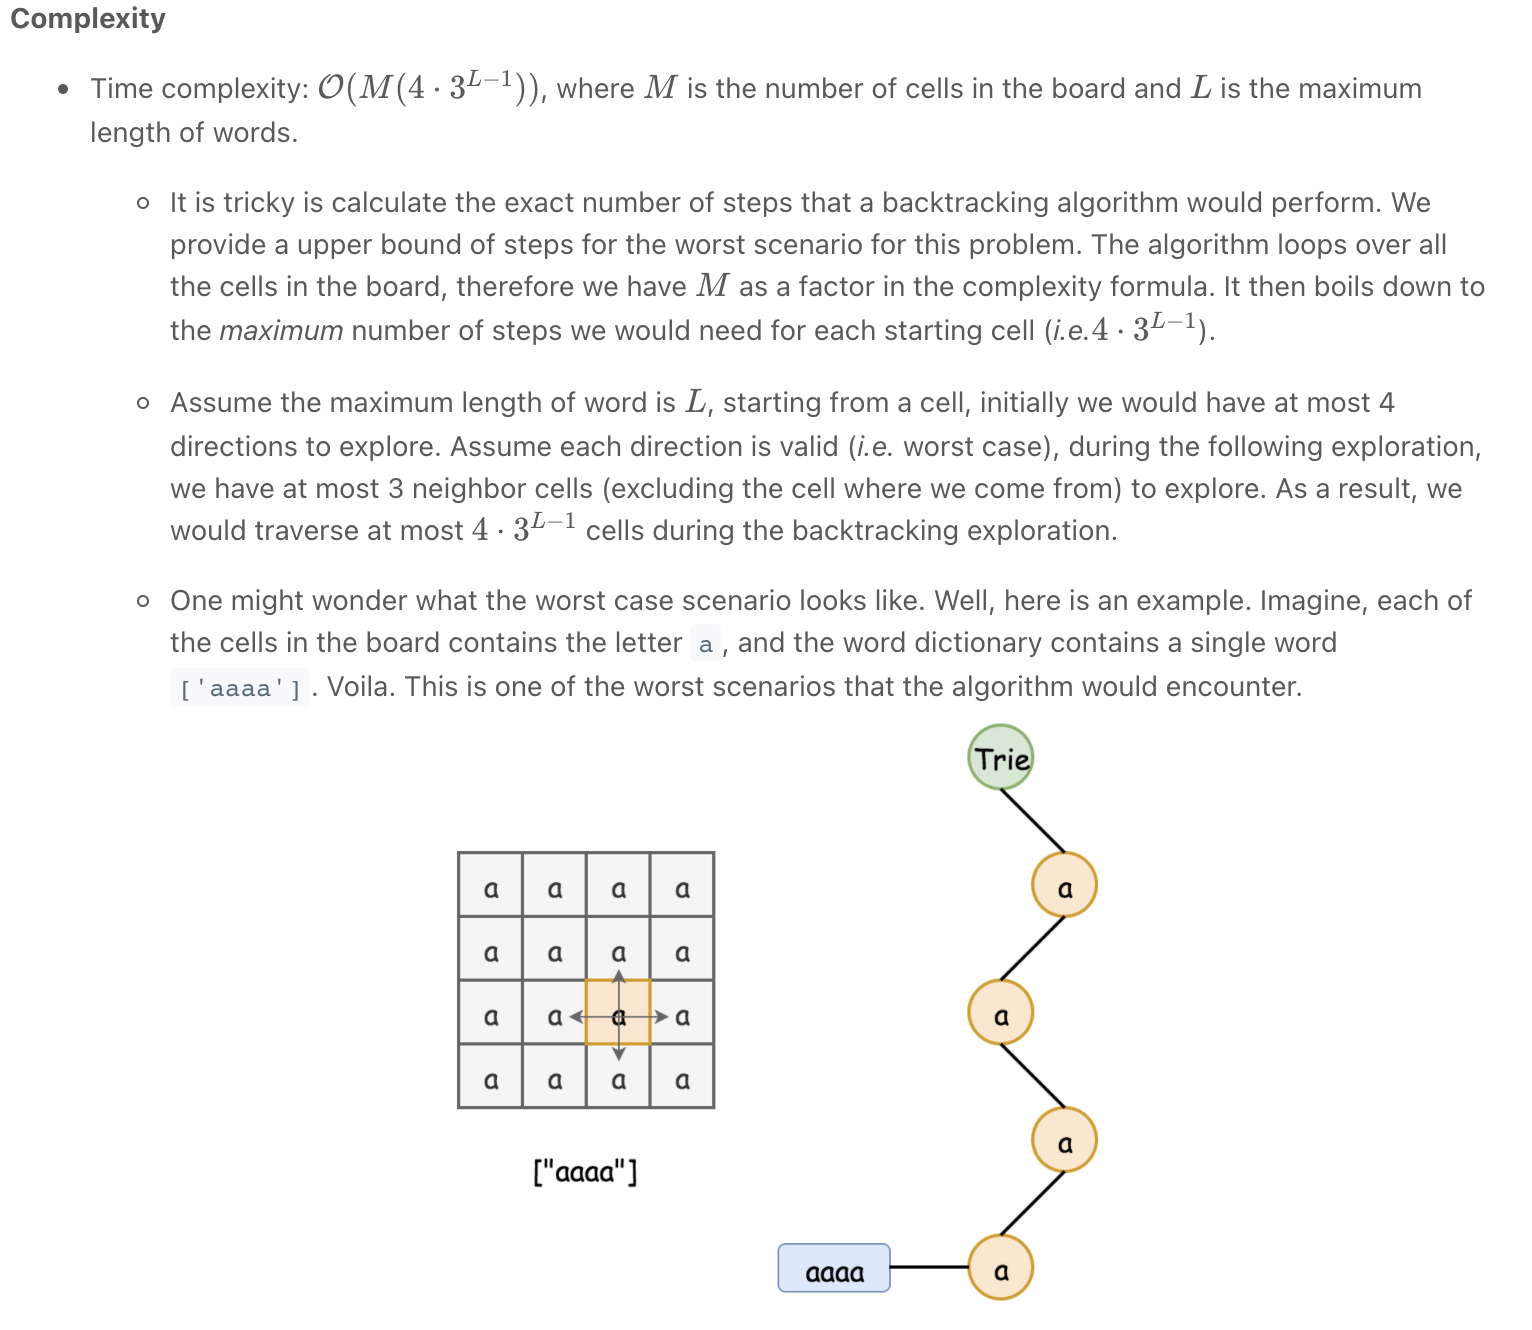 Complexity
• Time complexity: O(M(4 · 3^{L−1})), where M is the number of cells in the board and L is the maximum
length of words.
○ It is tricky is calculate the exact number of steps that a backtracking algorithm would perform. We
provide a upper bound of steps for the worst scenario for this problem. The algorithm loops over all
the cells in the board, therefore we have M as a factor in the complexity formula. It then boils down to
the maximum number of steps we would need for each starting cell (i.e.4 · 3^{L−1}).
○ Assume the maximum length of word is L, starting from a cell, initially we would have at most 4
directions to explore. Assume each direction is valid (i.e. worst case), during the following exploration,
we have at most 3 neighbor cells (excluding the cell where we come from) to explore. As a result, we
would traverse at most 4 · 3^{L−1} cells during the backtracking exploration.
○ One might wonder what the worst case scenario looks like. Well, here is an example. Imagine, each of
the cells in the board contains the letter a , and the word dictionary contains a single word
['aaaa'] . Voila. This is one of the worst scenarios that the algorithm would encounter.
a a a a
a a a a
a a a a
a a a a
["aaaa"]
Trie
a
a
a
a
aaaa